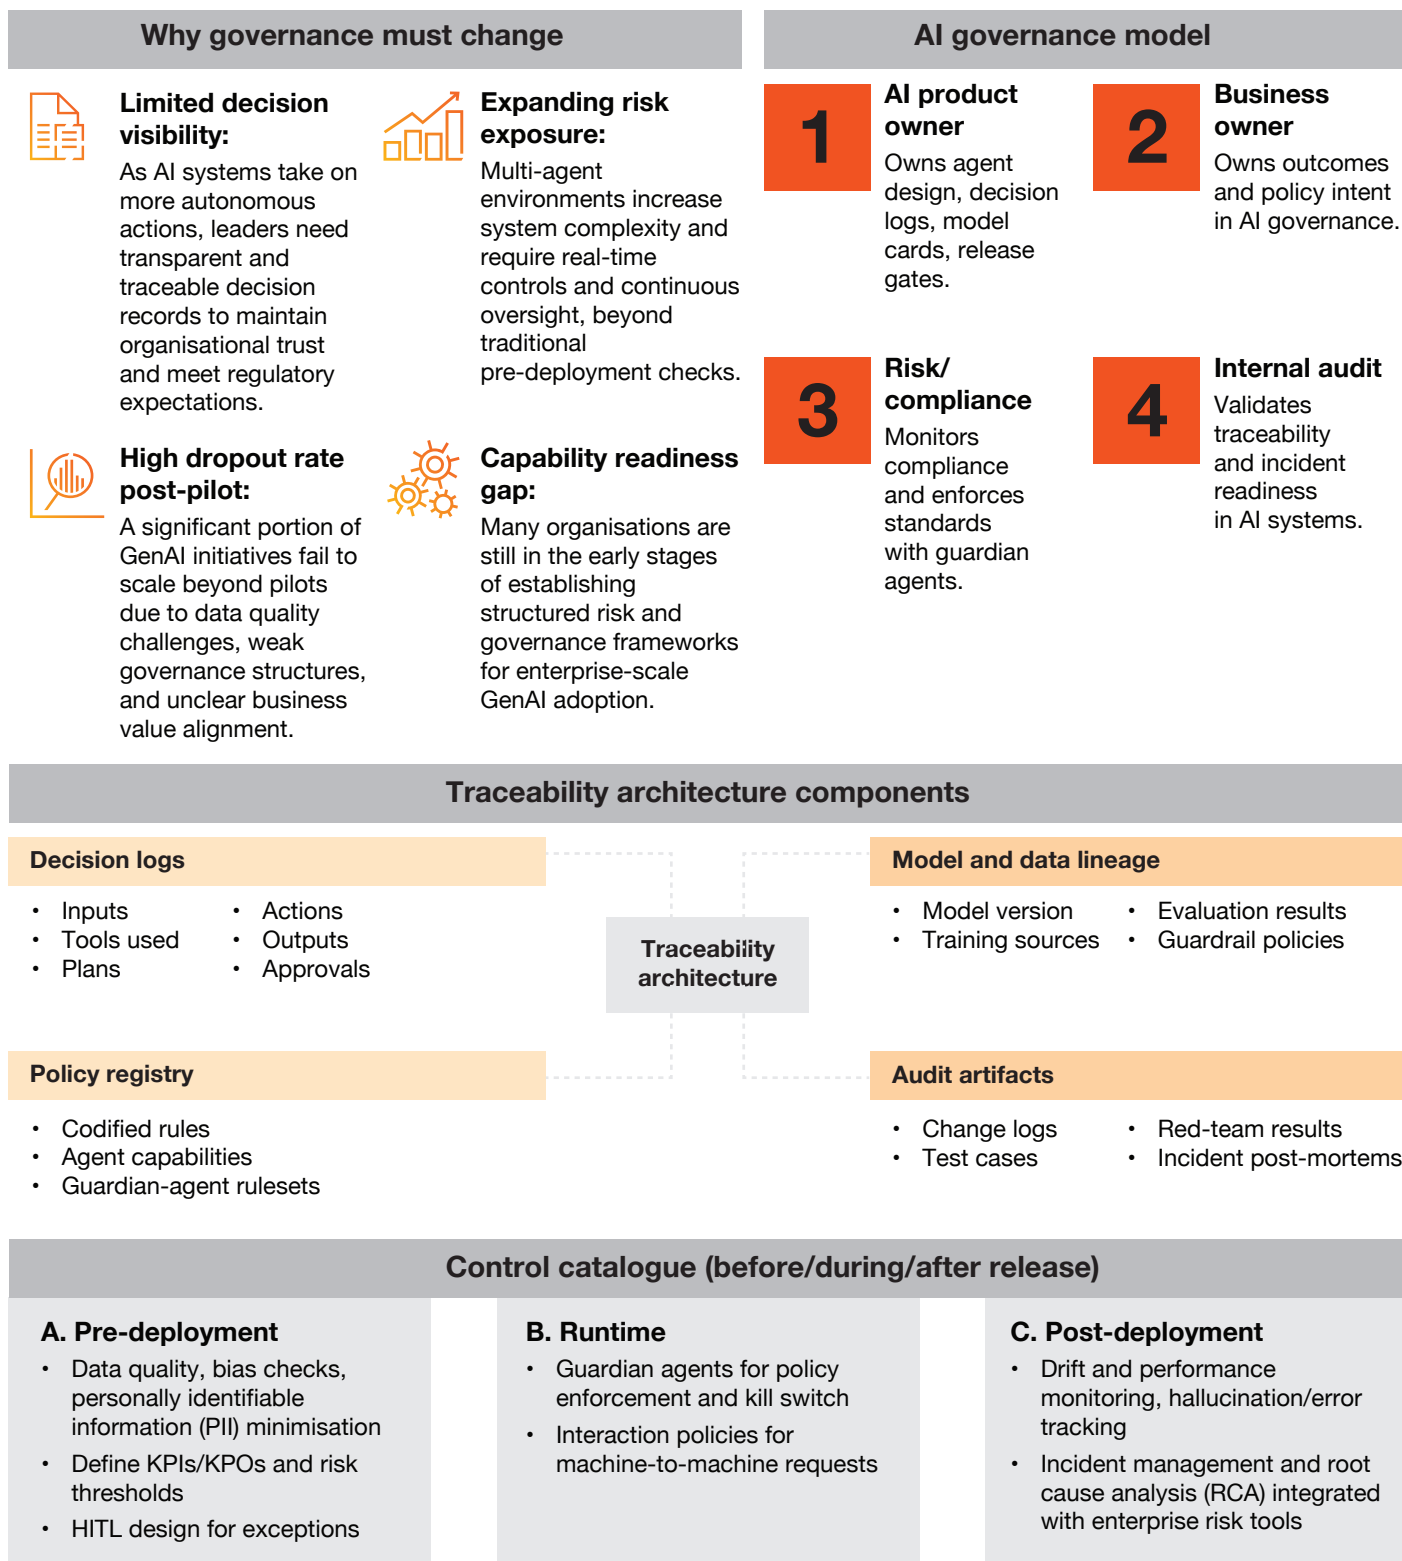 Why governance must change
Limited decision
visibility:
As AI systems take on
more autonomous
actions, leaders need
transparent and
traceable decision
records to maintain
organisational trust
and meet regulatory
expectations.
Expanding risk
exposure:
Multi-agent
environments increase
system complexity and
require real-time
controls and continuous
oversight, beyond
traditional
pre-deployment checks.
High dropout rate
post-pilot:
A significant portion of
GenAI initiatives fail to
scale beyond pilots
due to data quality
challenges, weak
governance structures,
and unclear business
value alignment.
Capability readiness
gap:
Many organisations are
still in the early stages
of establishing
structured risk and
governance frameworks
for enterprise-scale
GenAI adoption.
AI governance model
1
AI product
owner
Owns agent
design, decision
logs, model
cards, release
gates.
2
Business
owner
Owns outcomes
and policy intent
in AI governance.
3
Risk/
compliance
Monitors
compliance
and enforces
standards
with guardian
agents.
4
Internal audit
Validates
traceability
and incident
readiness
in AI systems.
Traceability architecture components
Decision logs
• Inputs
• Tools used
• Plans
• Actions
• Outputs
• Approvals
Traceability
architecture
Model and data lineage
• Model version
• Training sources
• Evaluation results
• Guardrail policies
Policy registry
• Codified rules
• Agent capabilities
• Guardian-agent rulesets
Audit artifacts
• Change logs
• Test cases
• Red-team results
• Incident post-mortems
Control catalogue (before/during/after release)
A. Pre-deployment
• Data quality, bias checks,
personally identifiable
information (PII) minimisation
• Define KPIs/KPOs and risk
thresholds
• HITL design for exceptions
B. Runtime
• Guardian agents for policy
enforcement and kill switch
• Interaction policies for
machine-to-machine requests
C. Post-deployment
• Drift and performance
monitoring, hallucination/error
tracking
• Incident management and root
cause analysis (RCA) integrated
with enterprise risk tools